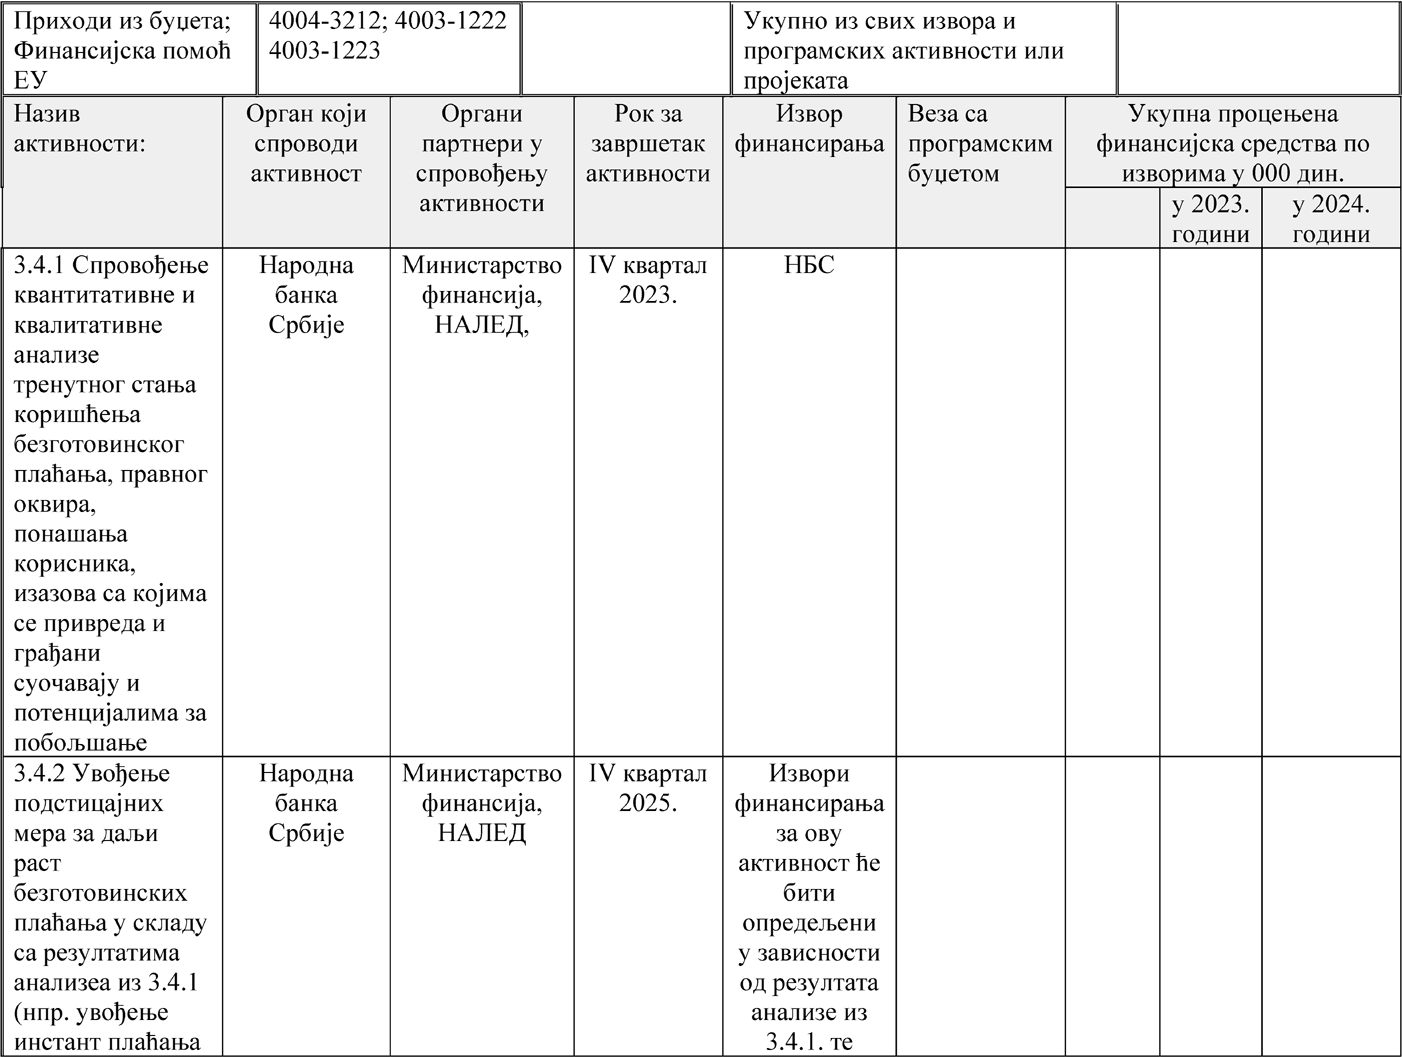 Приходи из буџета;
Финансијска помоћ
ЕУ
4004-3212; 4003-1222
4003-1223
Укупно из свих извора и
програмских активности или
пројеката
Назив
активности:
Орган који
спроводи
активност
Органи
партнери у
спровођењу
активности
Рок за
завршетак
активности
Извор
финансирања
Веза са
програмским
буџетом
Укупна процењена
финансијска средства по
изворима у 000 дин.
у 2023.
години
у 2024.
години
3.4.1 Спровођење
квантитативне и
квалитативне
анализе
тренутног стања
коришћења
безготовинског
плаћања, правног
оквира,
понашања
корисника,
изазова са којима
се привреда и
грађани
суочавају и
потенцијалима за
побољшање
Народна
банка
Србије
Министарство
финансија,
НАЛЕД,
IV квартал
2023.
НБС
3.4.2 Увођење
подстицајних
мера за даљи
раст
безготовинских
плаћања у складу
са резултатима
анализеа из 3.4.1
(нпр. увођење
инстант плаћања
Народна
банка
Србије
Министарство
финансија,
НАЛЕД
IV квартал
2025.
Извори
финансирања
за ову
активност ће
бити
опредељени
у зависности
од резултата
анализе из
3.4.1. те